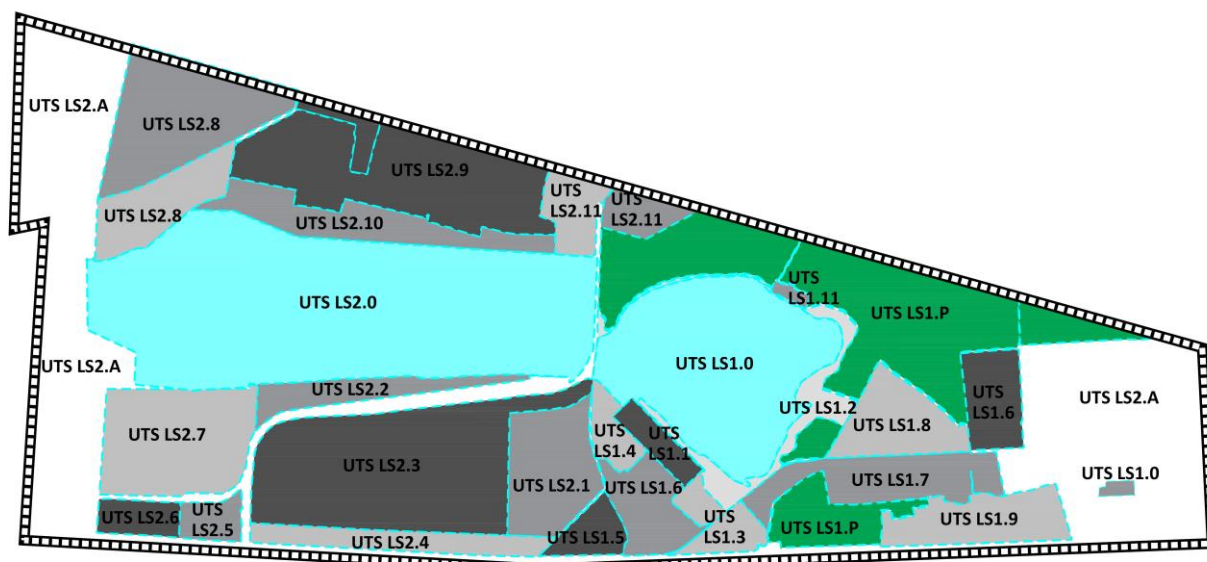 UTS LS2.A
UTS LS2.8
UTS LS2.9
UTS
LS2.11
UTS
LS2.11
UTS LS2.8
UTS LS2.10
UTS
LS1.11
UTS LS2.0
UTS LS1.P
UTS LS2.A
UTS LS1.0
UTS LS2.2
UTS LS2.A
UTS
LS1.6
UTS LS1.2
UTS LS1.8
UTS LS2.7
UTS
LS1.4
UTS
LS1.1
UTS LS2.3
UTS LS1.0
UTS LS2.1
UTS LS1.6
UTS LS1.7
UTS LS2.6
UTS
LS2.5
UTS
LS1.3
UTS LS1.9
UTS LS1.P
UTS LS1.5
UTS LS2.4